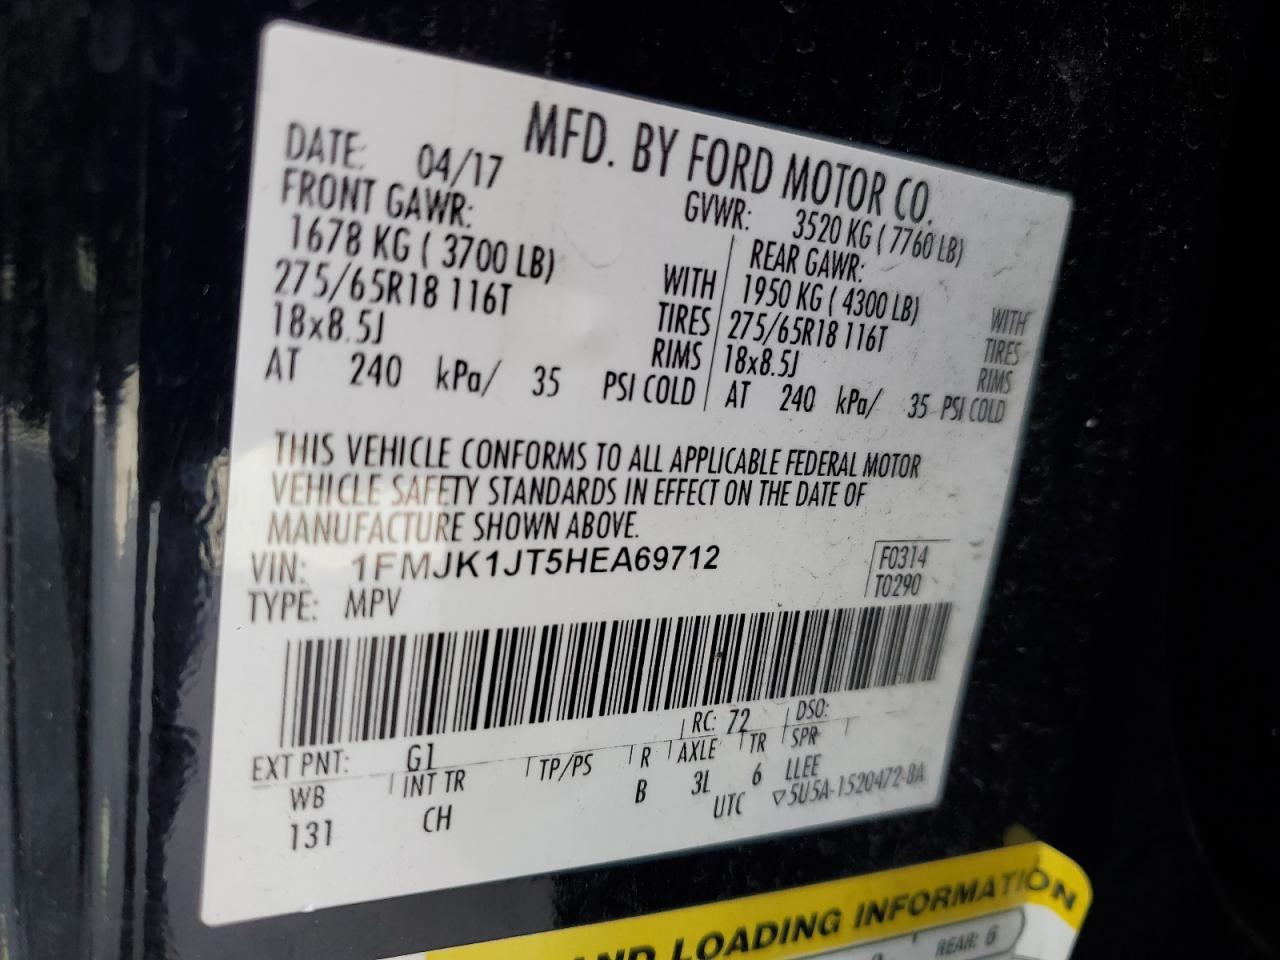 MFD. BY FORD MOTOR CO.
DATE: 04/17
GVWR: 3520 KG ( 7760 LB)
FRONT GAWR:
REAR GAWR:
1678 KG ( 3700 LB)
WITH
1950 KG ( 4300 LB)
WITH
275/65R18 116T
TIRES
275/65R18 116T
TIRES
18x8.5J
RIMS
18x8.5J
RIMS
AT 240 kPa/ 35 PSI COLD
AT 240 kPa/ 35 PSI COLD
THIS VEHICLE CONFORMS TO ALL APPLICABLE FEDERAL MOTOR
VEHICLE SAFETY STANDARDS IN EFFECT ON THE DATE OF
MANUFACTURE SHOWN ABOVE.
VIN: 1FMJK1JT5HEA69712
F0314
TYPE: MPV
T0290
EXT PNT: G1
RC: 72
DSO:
WB
INT TR
TP/PS
R
AXLE
TR
SPR
131
CH
B
3L
6
LLEE
UTC
▽5U5A-1520472-BA
AND LOADING INFORMATION
REAR: 6